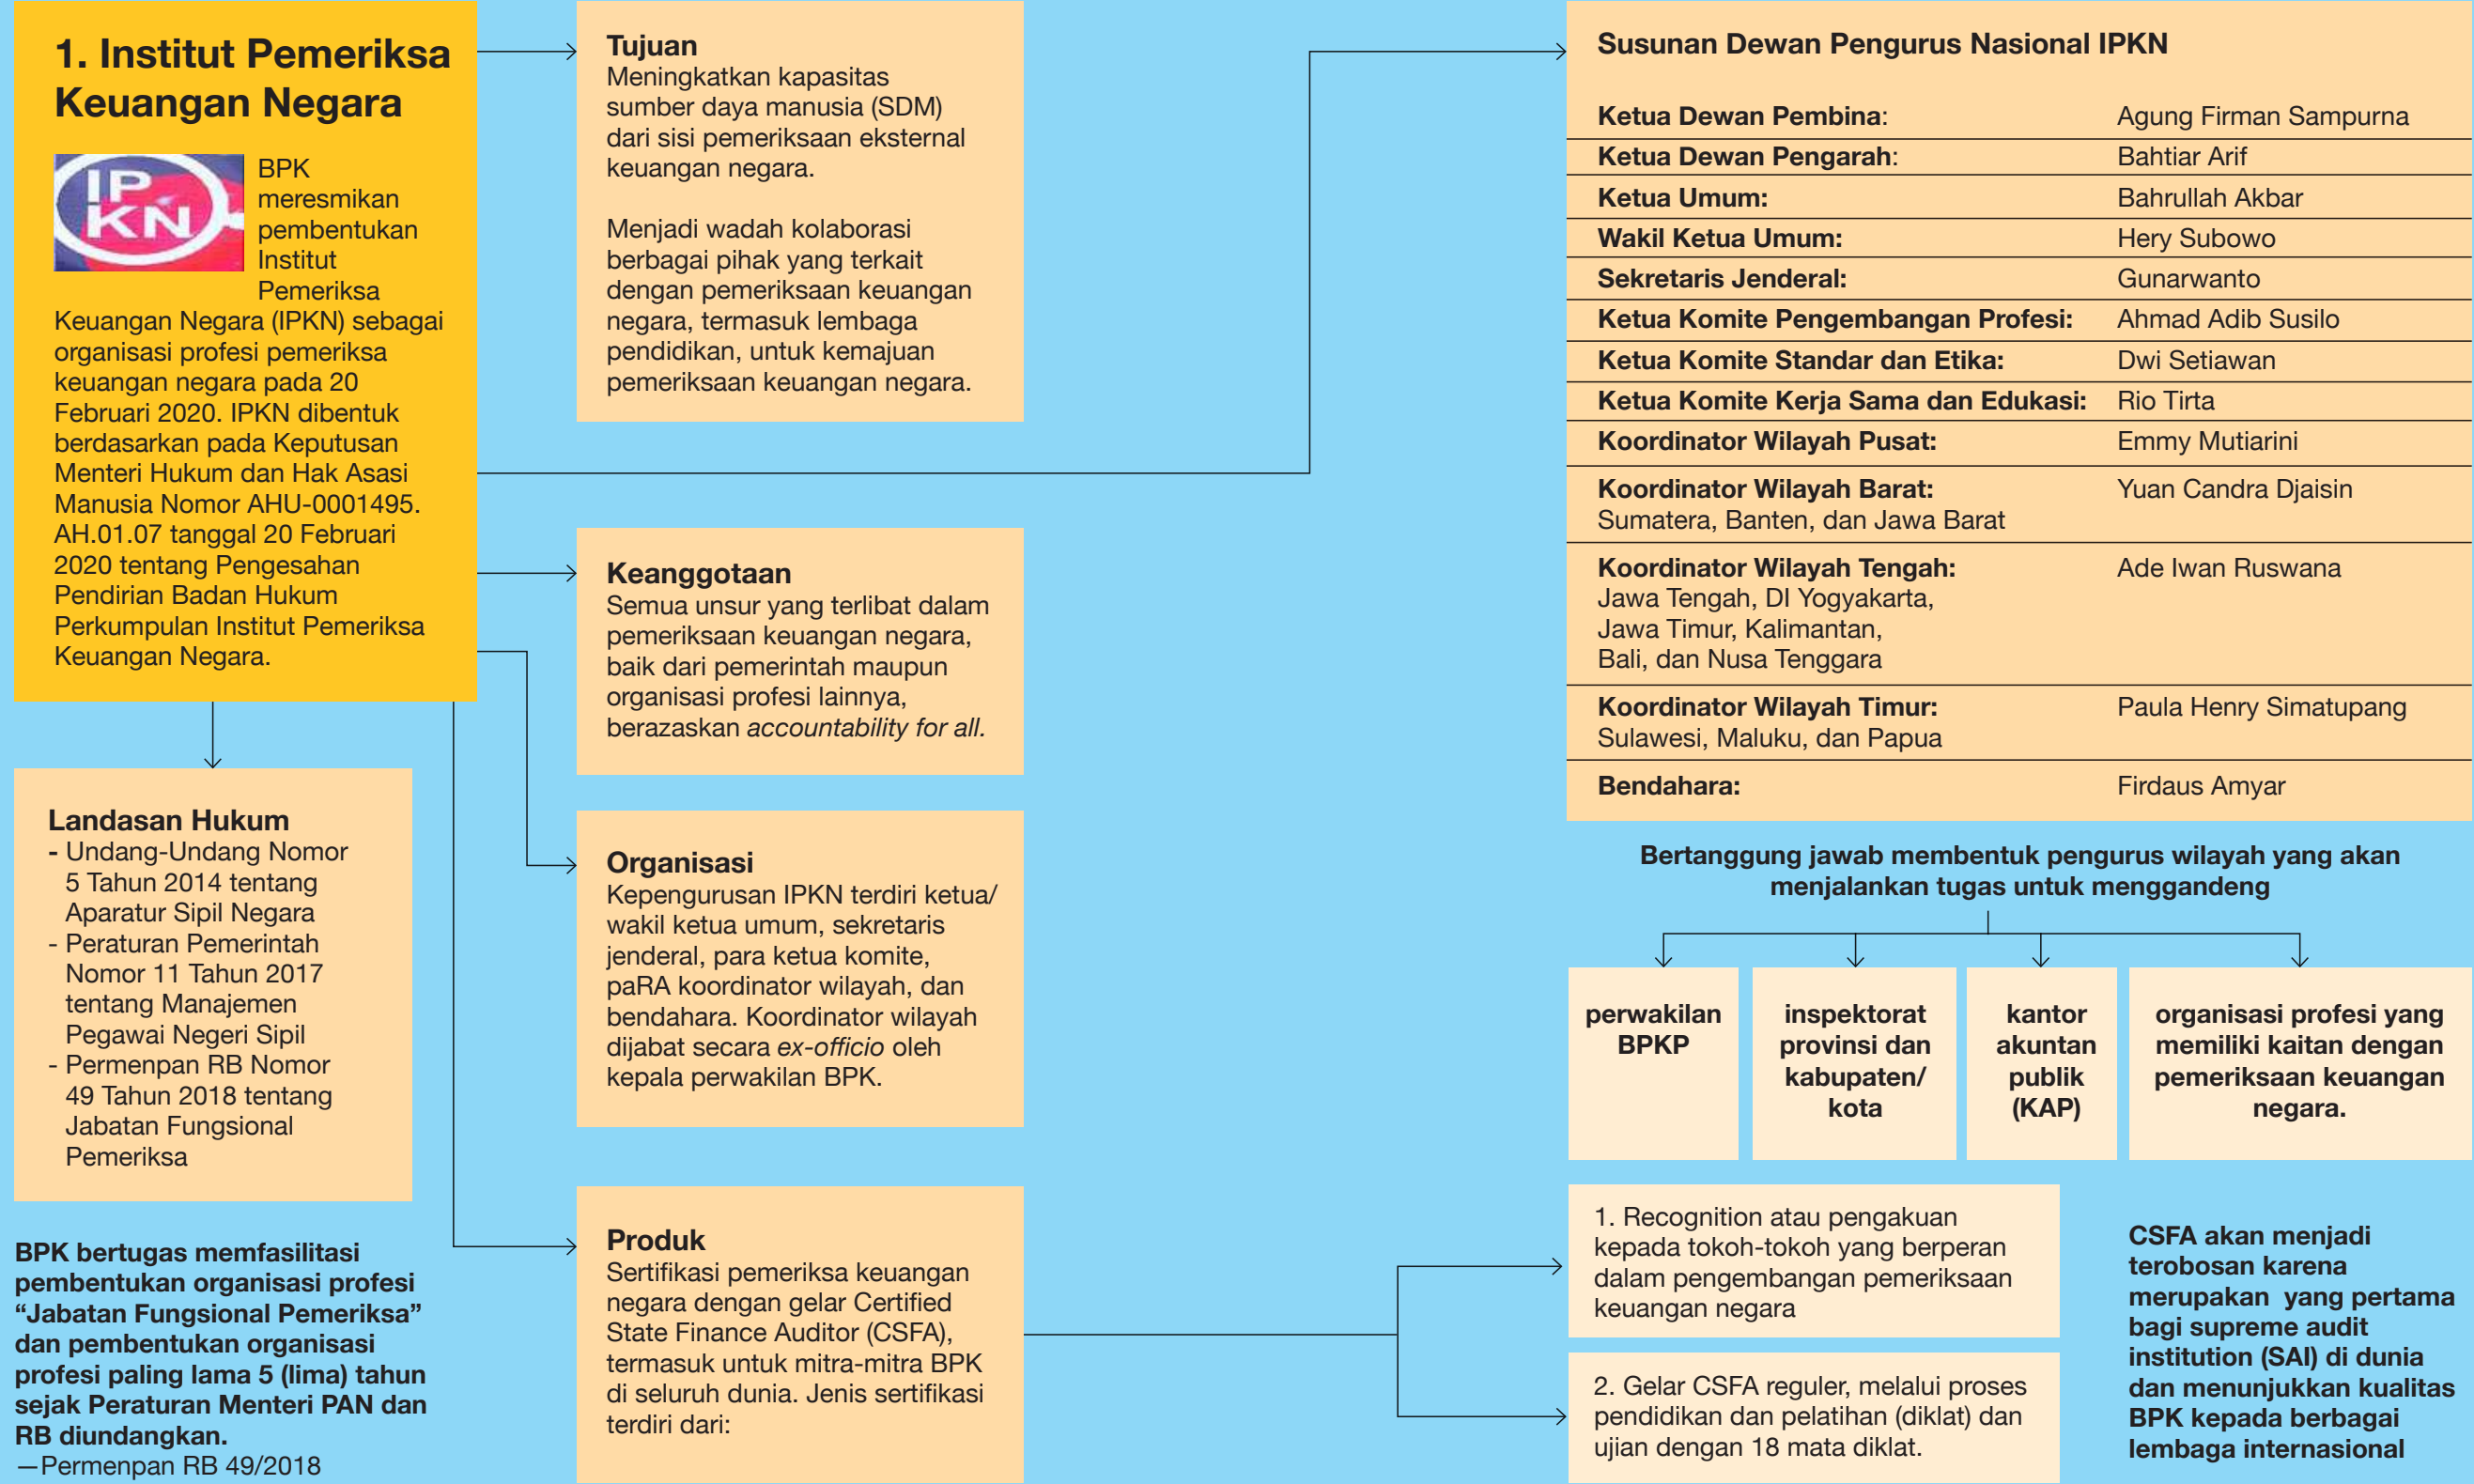 1. Institut Pemeriksa
Keuangan Negara
IP
KN
BPK
meresmikan
pembentukan
Institut
Pemeriksa
Keuangan Negara (IPKN) sebagai
organisasi profesi pemeriksa
keuangan negara pada 20
Februari 2020. IPKN dibentuk
berdasarkan pada Keputusan
Menteri Hukum dan Hak Asasi
Manusia Nomor AHU-0001495.
AH.01.07 tanggal 20 Februari
2020 tentang Pengesahan
Pendirian Badan Hukum
Perkumpulan Institut Pemeriksa
Keuangan Negara.
Landasan Hukum
- Undang-Undang Nomor
5 Tahun 2014 tentang
Aparatur Sipil Negara
- Peraturan Pemerintah
Nomor 11 Tahun 2017
tentang Manajemen
Pegawai Negeri Sipil
- Permenpan RB Nomor
49 Tahun 2018 tentang
Jabatan Fungsional
Pemeriksa
BPK bertugas memfasilitasi
pembentukan organisasi profesi
“Jabatan Fungsional Pemeriksa”
dan pembentukan organisasi
profesi paling lama 5 (lima) tahun
sejak Peraturan Menteri PAN dan
RB diundangkan.
—Permenpan RB 49/2018
Tujuan
Meningkatkan kapasitas
sumber daya manusia (SDM)
dari sisi pemeriksaan eksternal
keuangan negara.
Menjadi wadah kolaborasi
berbagai pihak yang terkait
dengan pemeriksaan keuangan
negara, termasuk lembaga
pendidikan, untuk kemajuan
pemeriksaan keuangan negara.
Keanggotaan
Semua unsur yang terlibat dalam
pemeriksaan keuangan negara,
baik dari pemerintah maupun
organisasi profesi lainnya,
berazaskan accountability for all.
Organisasi
Kepengurusan IPKN terdiri ketua/
wakil ketua umum, sekretaris
jenderal, para ketua komite,
paRA koordinator wilayah, dan
bendahara. Koordinator wilayah
dijabat secara ex-officio oleh
kepala perwakilan BPK.
Produk
Sertifikasi pemeriksa keuangan
negara dengan gelar Certified
State Finance Auditor (CSFA),
termasuk untuk mitra-mitra BPK
di seluruh dunia. Jenis sertifikasi
terdiri dari:
Susunan Dewan Pengurus Nasional IPKN
Ketua Dewan Pembina: Agung Firman Sampurna
Ketua Dewan Pengarah: Bahtiar Arif
Ketua Umum: Bahrullah Akbar
Wakil Ketua Umum: Hery Subowo
Sekretaris Jenderal: Gunarwanto
Ketua Komite Pengembangan Profesi: Ahmad Adib Susilo
Ketua Komite Standar dan Etika: Dwi Setiawan
Ketua Komite Kerja Sama dan Edukasi: Rio Tirta
Koordinator Wilayah Pusat: Emmy Mutiarini
Koordinator Wilayah Barat: Yuan Candra Djaisin
Sumatera, Banten, dan Jawa Barat
Koordinator Wilayah Tengah: Ade Iwan Ruswana
Jawa Tengah, DI Yogyakarta,
Jawa Timur, Kalimantan,
Bali, dan Nusa Tenggara
Koordinator Wilayah Timur: Paula Henry Simatupang
Sulawesi, Maluku, dan Papua
Bendahara: Firdaus Amyar
Bertanggung jawab membentuk pengurus wilayah yang akan
menjalankan tugas untuk menggandeng
perwakilan
BPKP
inspektorat
provinsi dan
kabupaten/
kota
kantor
akuntan
publik
(KAP)
organisasi profesi yang
memiliki kaitan dengan
pemeriksaan keuangan
negara.
1. Recognition atau pengakuan
kepada tokoh-tokoh yang berperan
dalam pengembangan pemeriksaan
keuangan negara
2. Gelar CSFA reguler, melalui proses
pendidikan dan pelatihan (diklat) dan
ujian dengan 18 mata diklat.
CSFA akan menjadi
terobosan karena
merupakan  yang pertama
bagi supreme audit
institution (SAI) di dunia
dan menunjukkan kualitas
BPK kepada berbagai
lembaga internasional